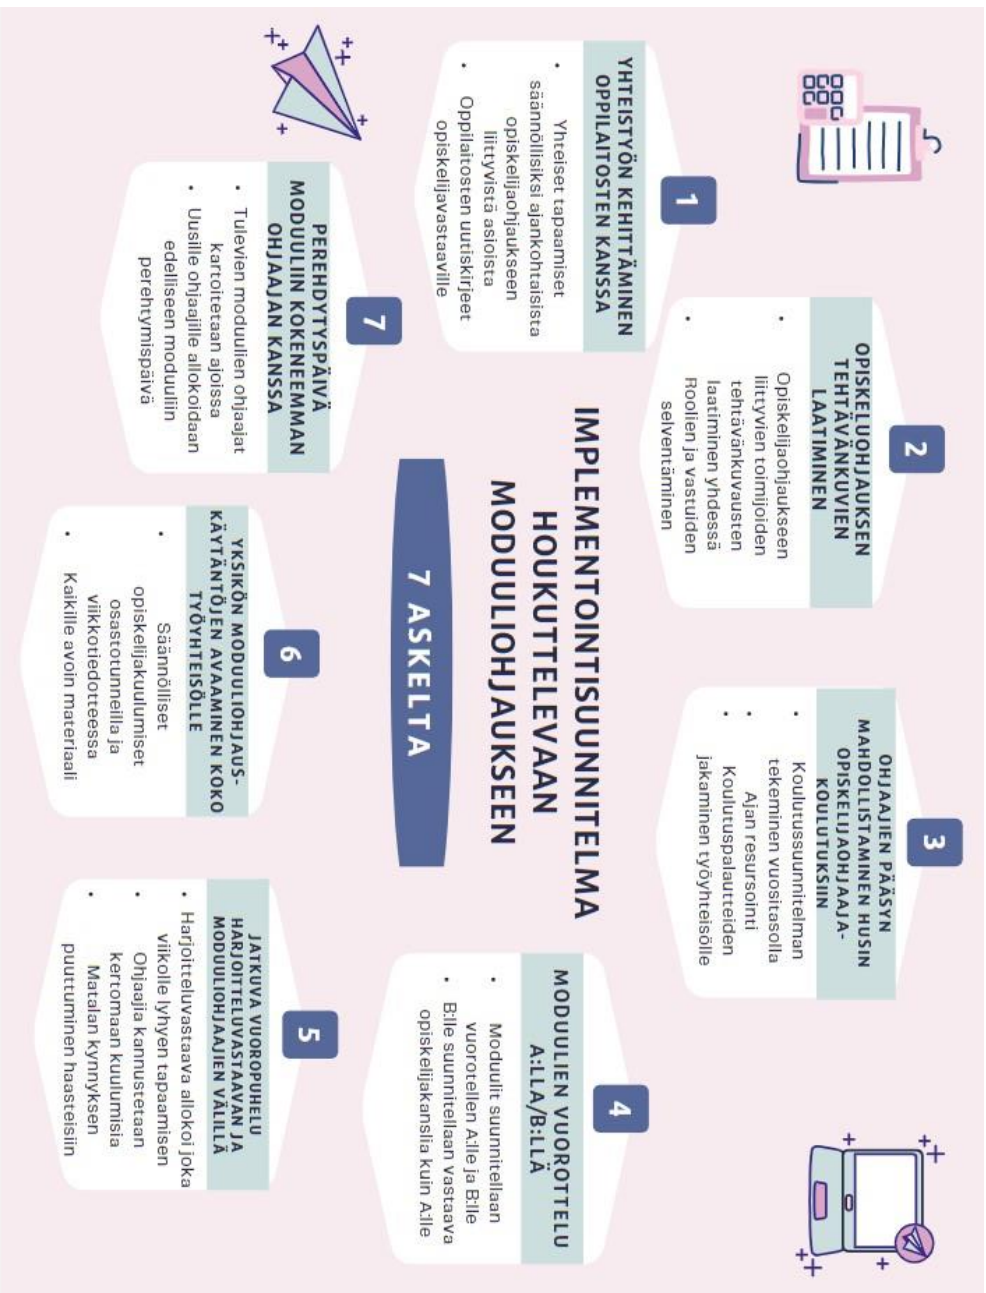 IMPLEMENTOINTISUUNNITELMA
HOUKUTTELEVAAN
MODUULIOHJAUKSEEN
7 ASKELTA
1
YHTEISTYÖN KEHITTÄMINEN
OPPILAITOSTEN KANSSA
• Yhteiset tapaamiset
säännöllisiksi ajankohtaisista
opiskelijaohjaukseen
liittyvistä asioista
• Oppilaitosten uutiskirjeet
opiskelijavastaaville
2
OPISKELUOHJAUKSEN
TEHTÄVÄNKUVIEN
LAATIMINEN
• Opiskelijaohjaukseen
liittyvien toimijoiden
tehtävänkuvausten
laatiminen yhdessä
• Roolien ja vastuiden
selventäminen
3
OHJAAJIEN PÄÄSYN
MAHDOLLISTAMINEN HUSIN
OPISKELIJAOHJAAJA-
KOULUTUKSIIN
• Koulutussuunnitelman
tekeminen vuositasolla
• Ajan resursointi
• Koulutuspalautteiden
jakaminen työyhteisölle
4
MODUULIEN VUOROTTELU
A:LLA/B:LLÄ
• Moduulit suunnitellaan
vuorotellen A:lle ja B:lle
• B:lle suunnitellaan vastaava
opiskelijakanslia kuin A:lle
5
JATKUVA VUOROPUHELU
HARJOITTELUVASTAAVAN JA
MODUULIOHJAAJIEN VÄLILLÄ
• Harjoitteluvastaava allokoi joka
viikolle lyhyen tapaamisen
• Ohjaajia kannustetaan
kertomaan kuulumisia
• Matalan kynnyksen
puuttuminen haasteisiin
6
YKSIKÖN MODUULIOHJAUS-
KÄYTÄNTÖJEN AVAAMINEN KOKO
TYÖYHTEISÖLLE
• Säännölliset
opiskelijakuulumiset
osastotunneilla ja
viikkotiedotteessa
• Kaikille avoin materiaali
7
PEREHDYTYSPÄIVÄ
MODUULIIN KOKENEEMMAN
OHJAAJAN KANSSA
• Tulevien moduulien ohjaajat
kartoitetaan ajoissa
• Uusille ohjaajille allokoidaan
edelliseen moduuliin
perehtymispäivä